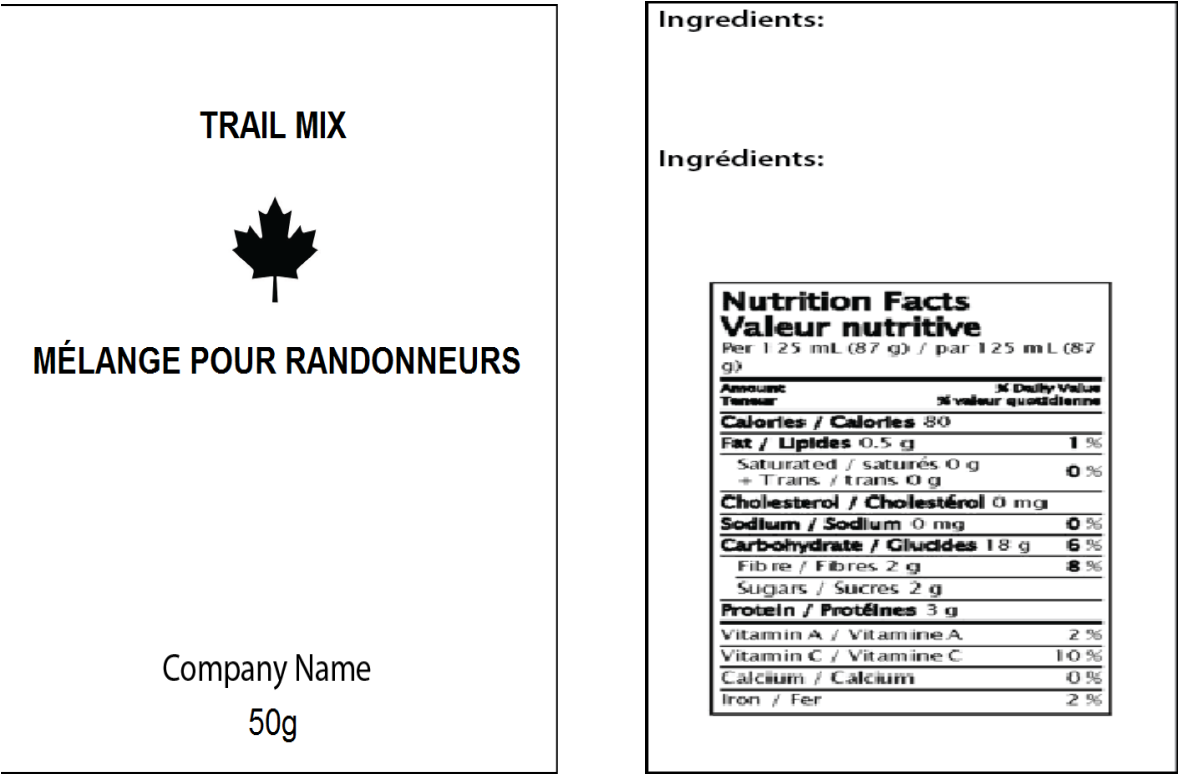 TRAIL MIX
MÉLANGE POUR RANDONNEURS
Company Name
50g
Ingredients:
Ingrédients:
Nutrition Facts
Valeur nutritive
Per 125 mL (87 g) / par 125 mL (87
g)
Amount % Daily Value
Teneur % valeur quotidienne
Calories / Calories 80
Fat / Lipides 0.5 g 1 %
Saturated / saturés 0 g
+ Trans / trans 0 g 0 %
Cholesterol / Cholestérol 0 mg
Sodium / Sodium 0 mg 0 %
Carbohydrate / Glucides 18 g 6 %
Fibre / Fibres 2 g 8 %
Sugars / Sucres 2 g
Protein / Protéines 3 g
Vitamin A / Vitamine A 2 %
Vitamin C / Vitamine C 10 %
Calcium / Calcium 0 %
Iron / Fer 2 %